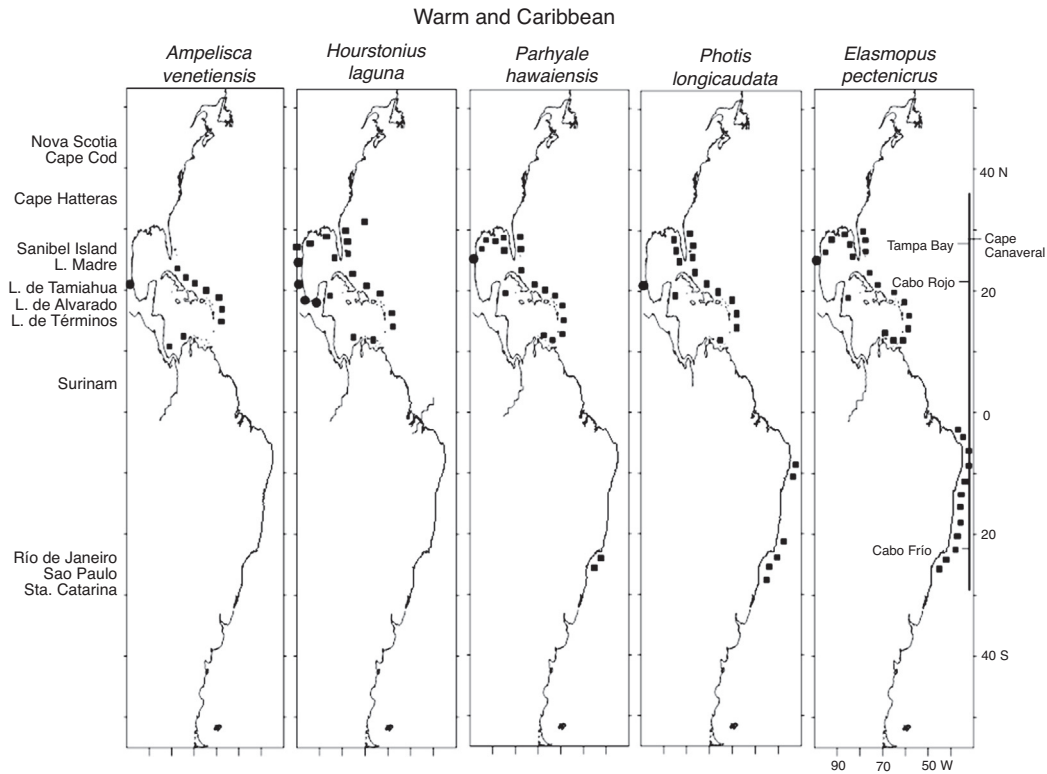 Warm and Caribbean
Ampelisca
venetiensis
Hourstonius
laguna
Parhyale
hawaiensis
Photis
longicaudata
Elasmopus
pectenicrus
Nova Scotia
Cape Cod
Cape Hatteras
Sanibel Island
L. Madre
L. de Tamiahua
L. de Alvarado
L. de Términos
Surinam
Río de Janeiro
Sao Paulo
Sta. Catarina
40 N
Tampa Bay
Cape
Canaveral
Cabo Rojo
20
0
Cabo Frío
20
40 S
90 70 50 W